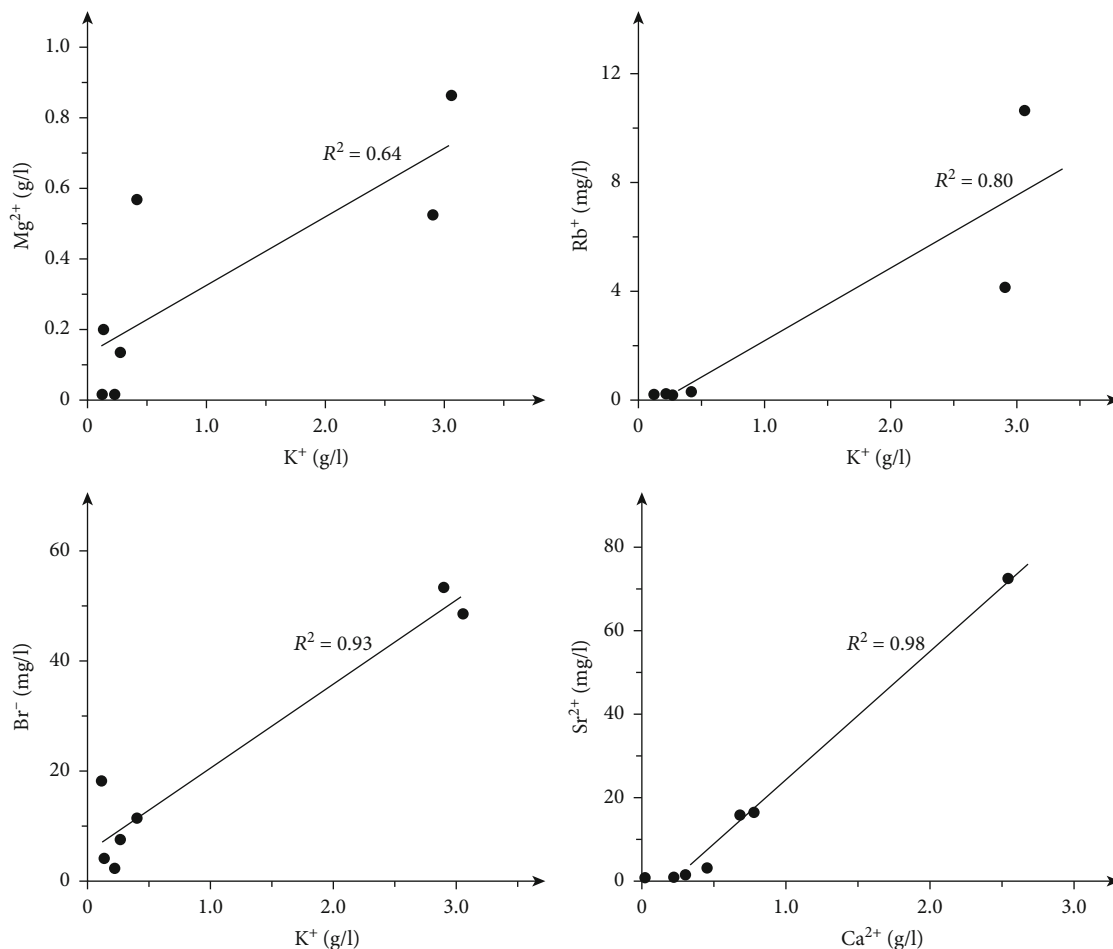 1.0
0.8
0.6
0.4
0.2
0
Mg²⁺ (g/l)
R² = 0.64
0 1.0 2.0 3.0
K⁺ (g/l)
12
8
4
0
Rb⁺ (mg/l)
R² = 0.80
0 1.0 2.0 3.0
K⁺ (g/l)
60
40
20
0
Br⁻ (mg/l)
R² = 0.93
0 1.0 2.0 3.0
K⁺ (g/l)
80
60
40
20
0
Sr²⁺ (mg/l)
R² = 0.98
0 1.0 2.0 3.0
Ca²⁺ (g/l)